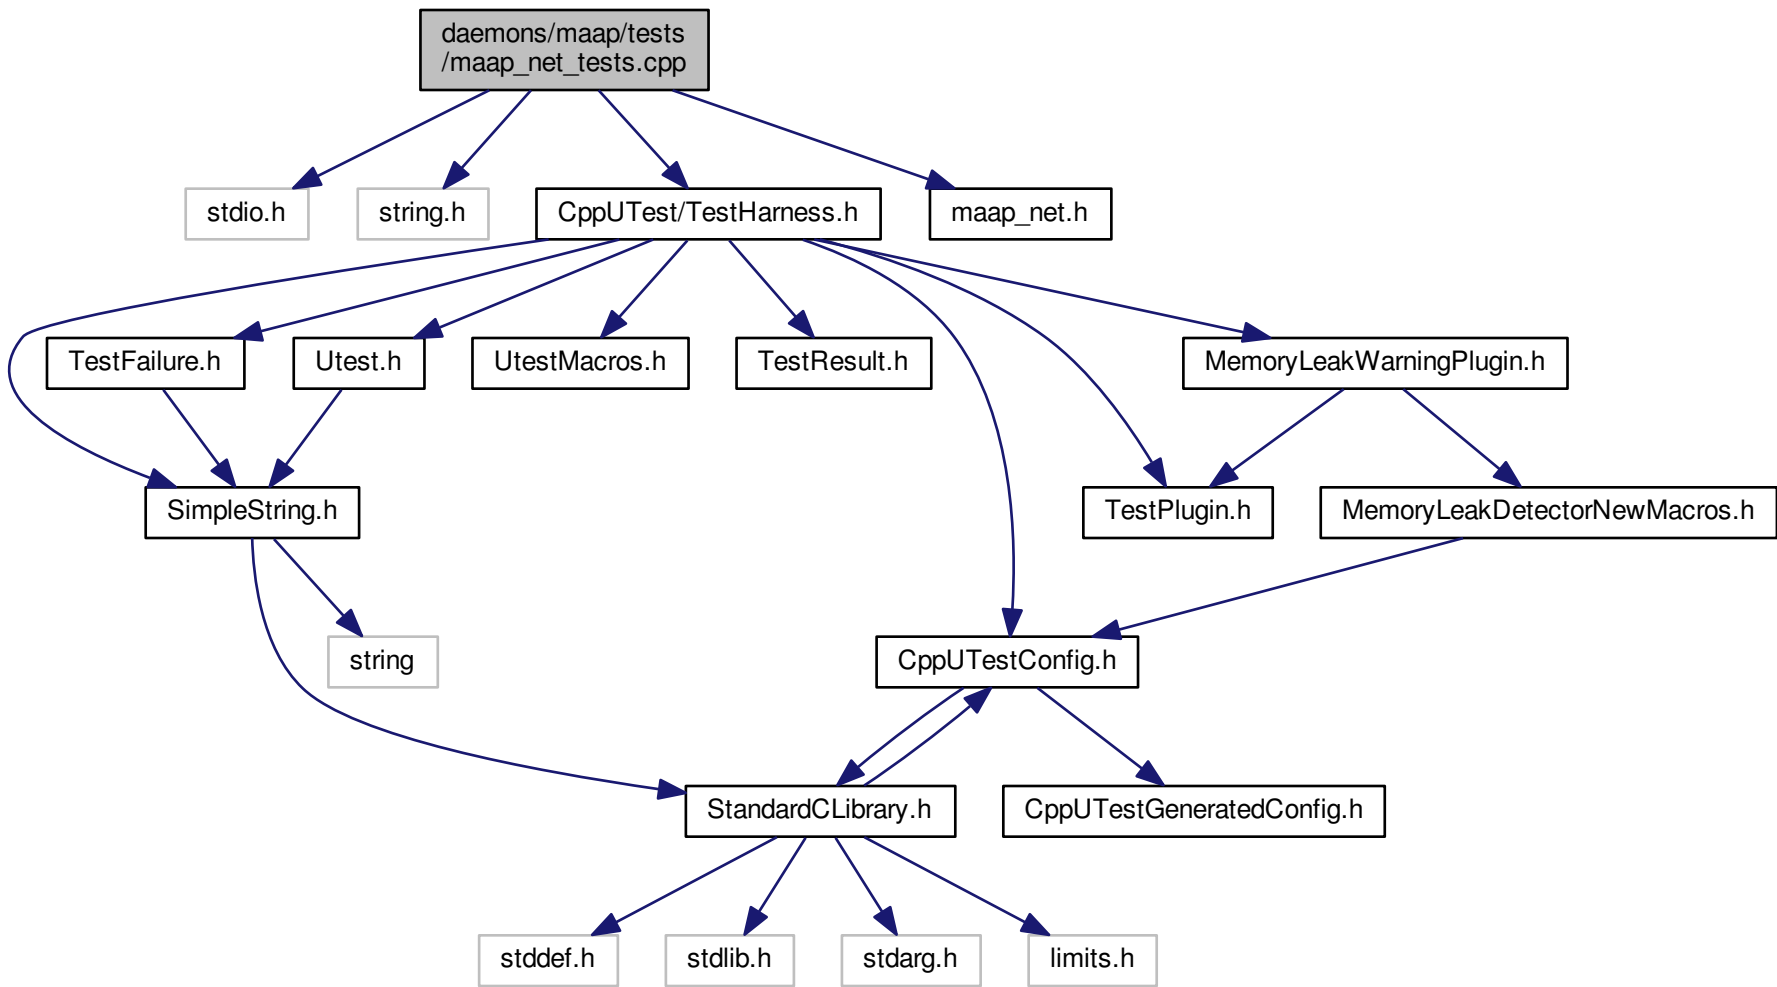 daemons/maap/tests
/maap_net_tests.cpp
stdio.h
string.h
CppUTest/TestHarness.h
maap_net.h
TestFailure.h
Utest.h
UtestMacros.h
TestResult.h
MemoryLeakWarningPlugin.h
SimpleString.h
TestPlugin.h
MemoryLeakDetectorNewMacros.h
string
CppUTestConfig.h
StandardCLibrary.h
CppUTestGeneratedConfig.h
stddef.h
stdlib.h
stdarg.h
limits.h